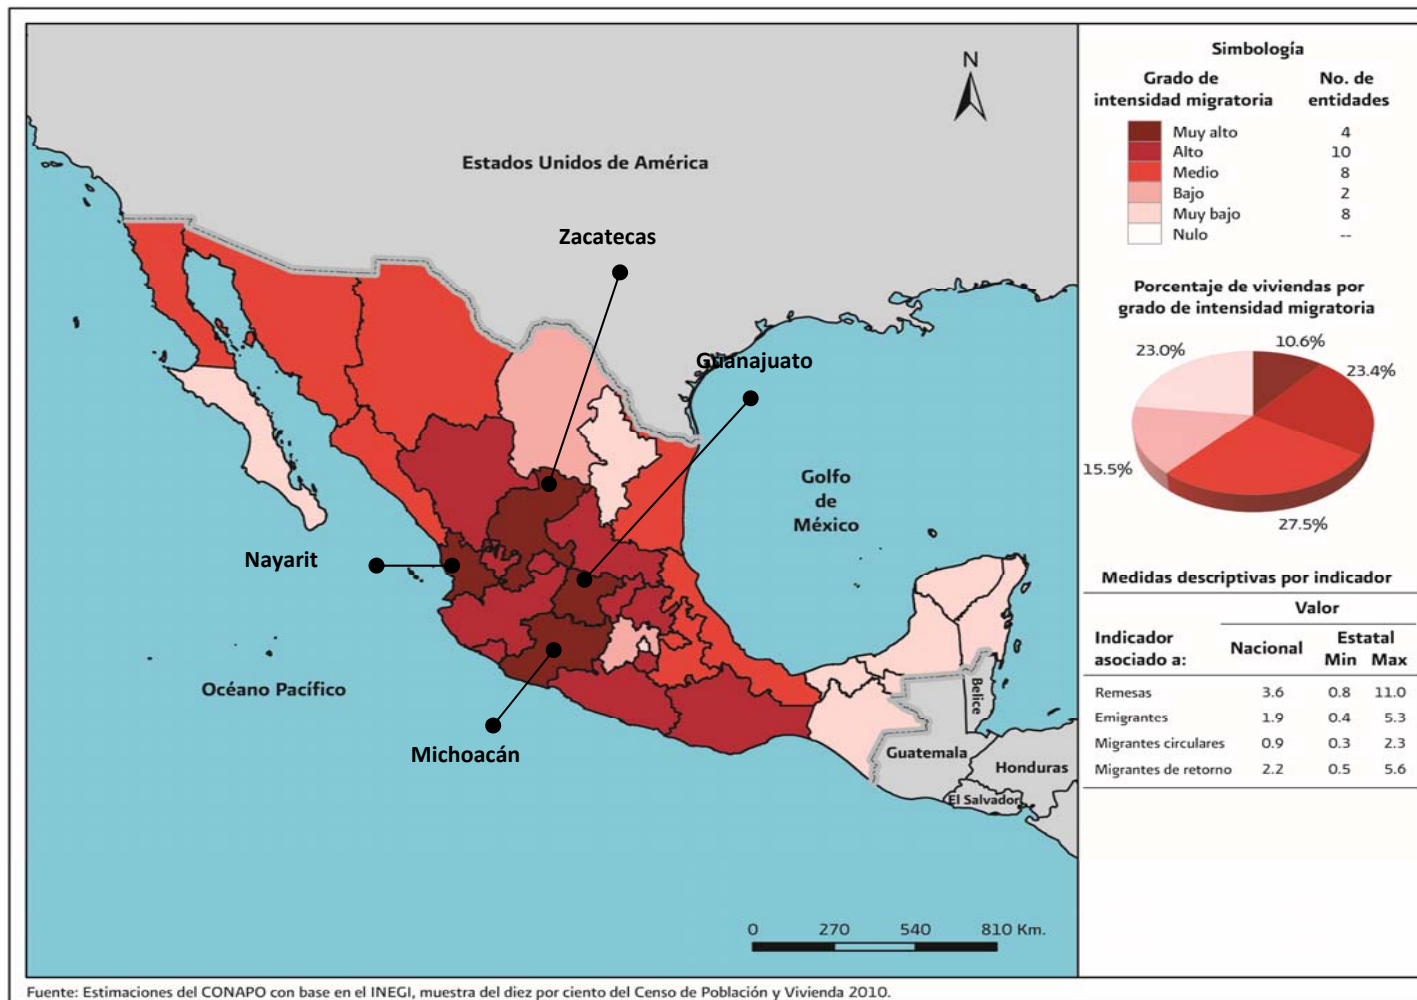 N
Estados Unidos de América
Zacatecas
Guanajuato
Golfo
de
México
Nayarit
Océano Pacífico
Michoacán
Belice
Guatemala
Honduras
El Salvador
0 270 540 810 Km.
Simbología
Grado de No. de
intensidad migratoria entidades
Muy alto 4
Alto 10
Medio 8
Bajo 2
Muy bajo 8
Nulo --
Porcentaje de viviendas por
grado de intensidad migratoria
10.6%
23.0%
23.4%
15.5%
27.5%
Medidas descriptivas por indicador
Valor
Indicador Nacional Estatal
asociado a: Min Max
Remesas 3.6 0.8 11.0
Emigrantes 1.9 0.4 5.3
Migrantes circulares 0.9 0.3 2.3
Migrantes de retorno 2.2 0.5 5.6
Fuente: Estimaciones del CONAPO con base en el INEGI, muestra del diez por ciento del Censo de Población y Vivienda 2010.